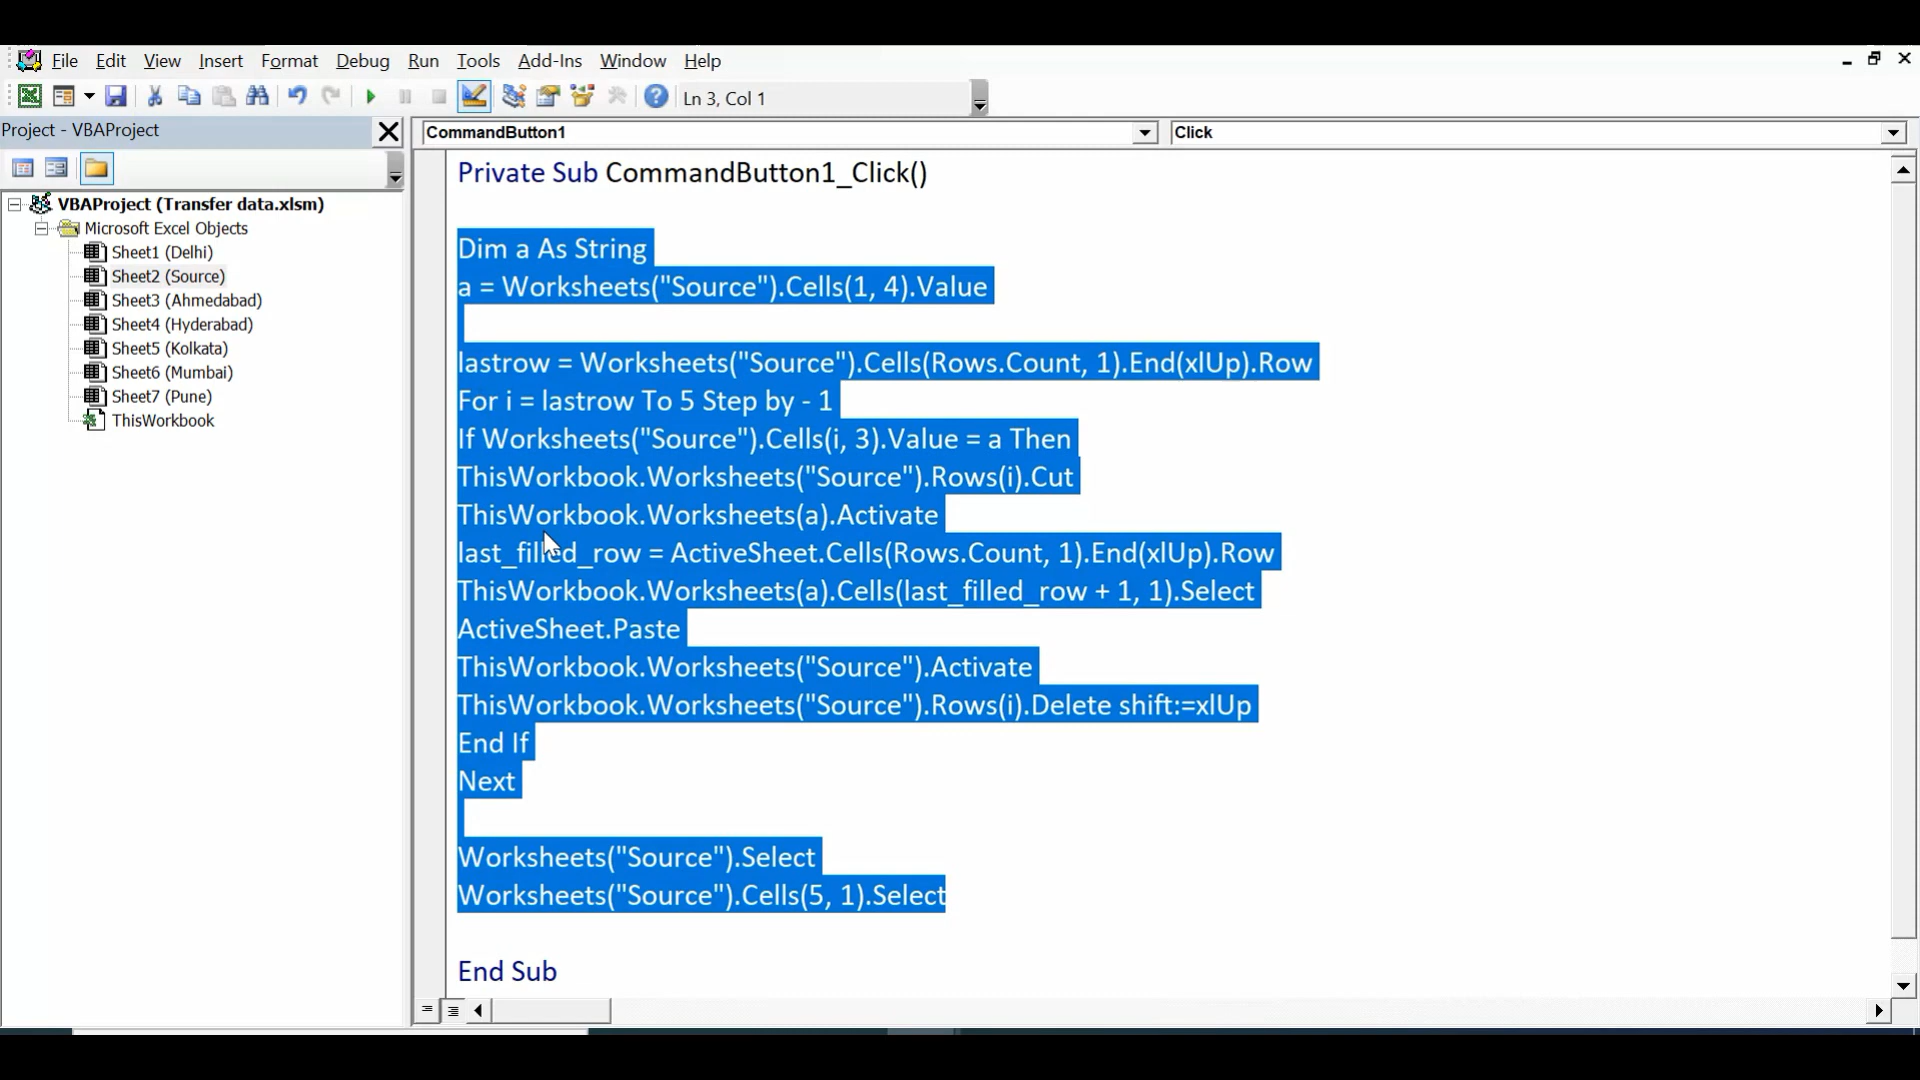 File Edit View Insert Format Debug Run Tools Add-Ins Window Help
Ln 3, Col 1
Project - VBAProject
VBAProject (Transfer data.xlsm)
Microsoft Excel Objects
Sheet1 (Delhi)
Sheet2 (Source)
Sheet3 (Ahmedabad)
Sheet4 (Hyderabad)
Sheet5 (Kolkata)
Sheet6 (Mumbai)
Sheet7 (Pune)
ThisWorkbook
CommandButton1
Click
Private Sub CommandButton1_Click()
Dim a As String
a = Worksheets("Source").Cells(1, 4).Value
lastrow = Worksheets("Source").Cells(Rows.Count, 1).End(xlUp).Row
For i = lastrow To 5 Step by - 1
If Worksheets("Source").Cells(i, 3).Value = a Then
ThisWorkbook.Worksheets("Source").Rows(i).Cut
ThisWorkbook.Worksheets(a).Activate
last_filled_row = ActiveSheet.Cells(Rows.Count, 1).End(xlUp).Row
ThisWorkbook.Worksheets(a).Cells(last_filled_row + 1, 1).Select
ActiveSheet.Paste
ThisWorkbook.Worksheets("Source").Activate
ThisWorkbook.Worksheets("Source").Rows(i).Delete shift:=xlUp
End If
Next
Worksheets("Source").Select
Worksheets("Source").Cells(5, 1).Select
End Sub